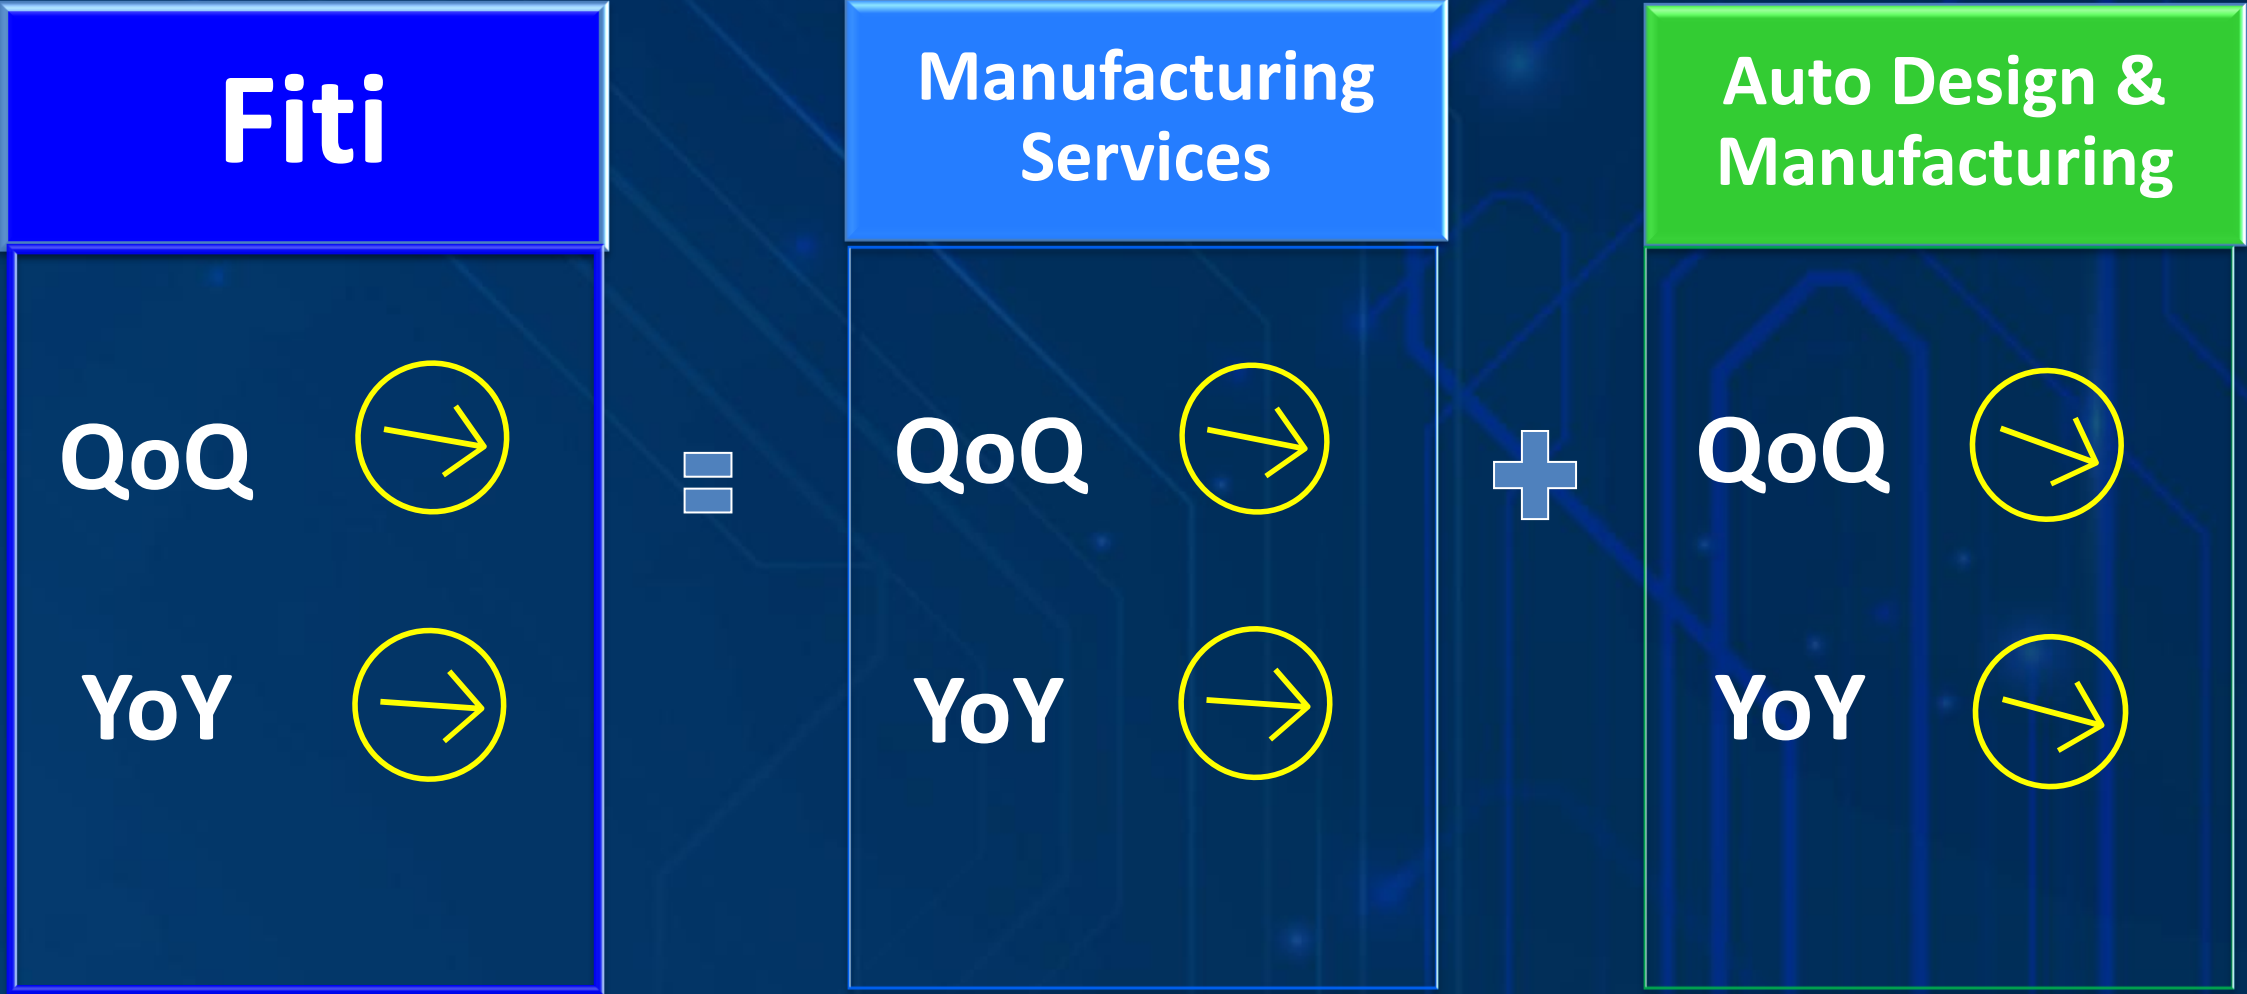 Fiti
QoQ
YoY
Manufacturing
Services
QoQ
YoY
Auto Design &
Manufacturing
QoQ
YoY